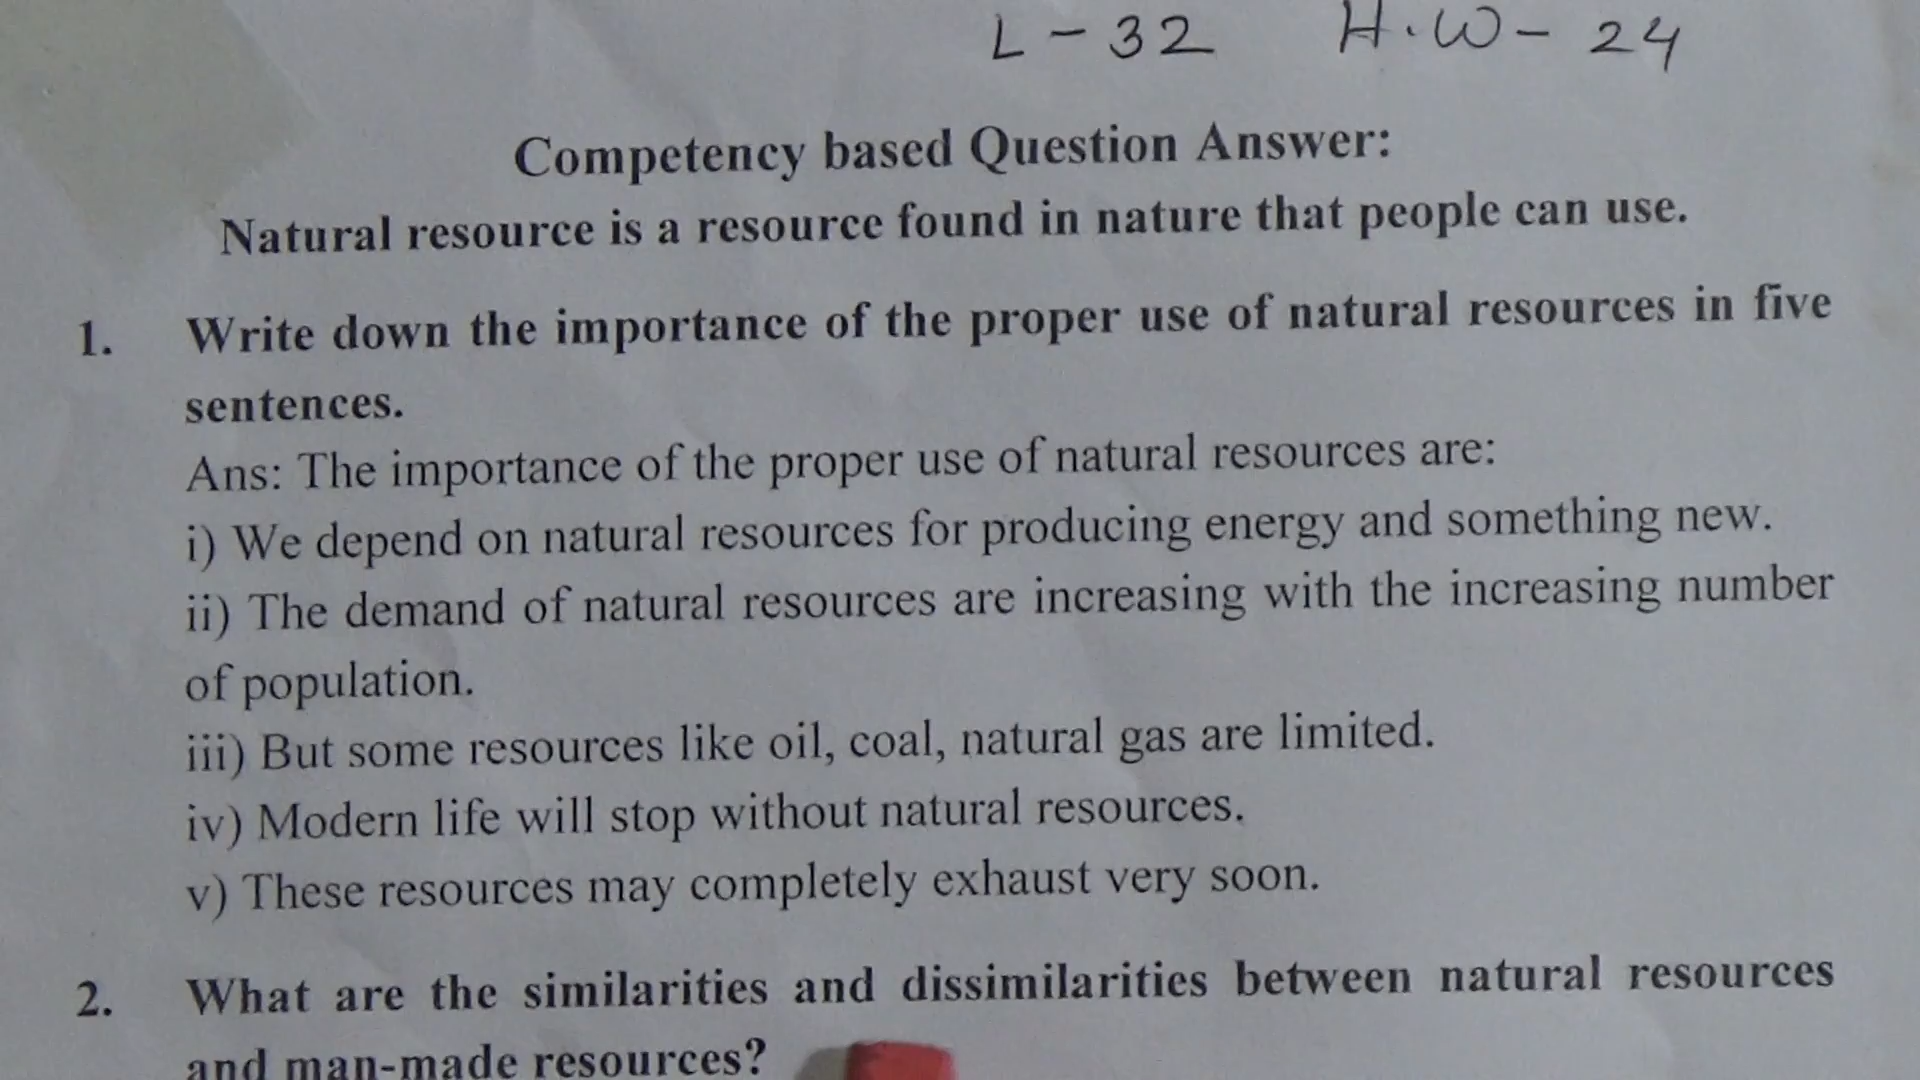 L - 32 H.W - 24
Competency based Question Answer:
Natural resource is a resource found in nature that people can use.
1. Write down the importance of the proper use of natural resources in five
sentences.
Ans: The importance of the proper use of natural resources are:
i) We depend on natural resources for producing energy and something new.
ii) The demand of natural resources are increasing with the increasing number
of population.
iii) But some resources like oil, coal, natural gas are limited.
iv) Modern life will stop without natural resources.
v) These resources may completely exhaust very soon.
2. What are the similarities and dissimilarities between natural resources
and man-made resources?